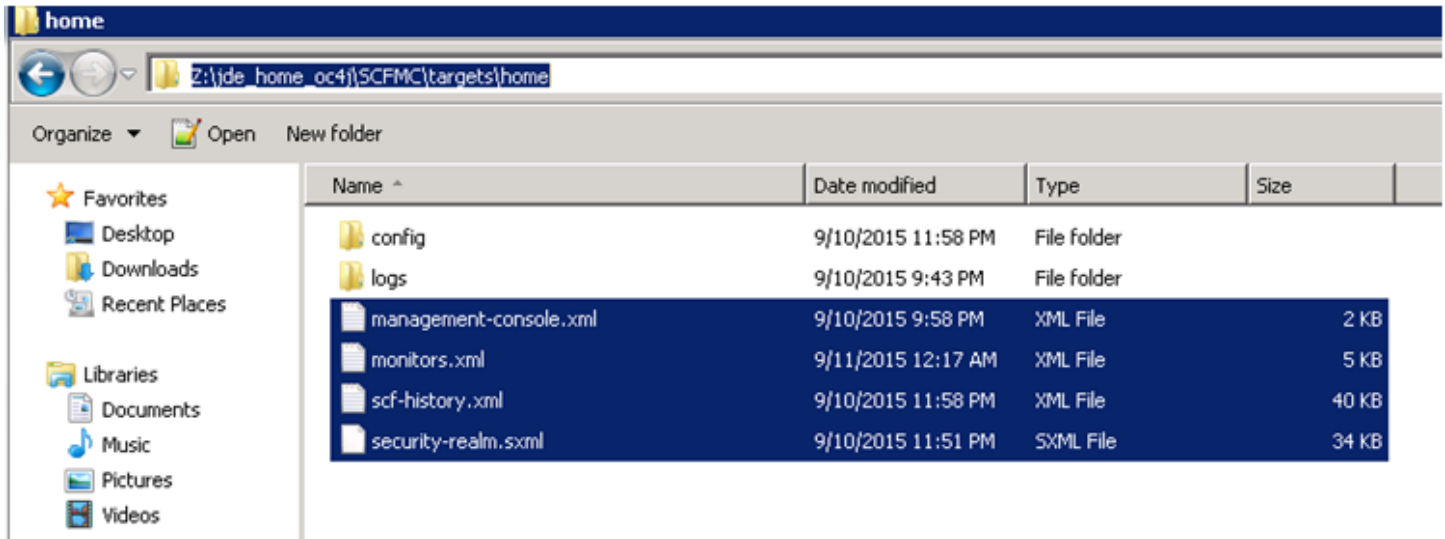 home
Z:\jde_home_oc4j\SCFMC\targets\home
Organize Open New folder
Favorites
Desktop
Downloads
Recent Places
Libraries
Documents
Music
Pictures
Videos
Name Date modified Type Size
config 9/10/2015 11:58 PM File folder
logs 9/10/2015 9:43 PM File folder
management-console.xml 9/10/2015 9:58 PM XML File 2 KB
monitors.xml 9/11/2015 12:17 AM XML File 5 KB
scf-history.xml 9/10/2015 11:58 PM XML File 40 KB
security-realm.sxml 9/10/2015 11:51 PM SXML File 34 KB